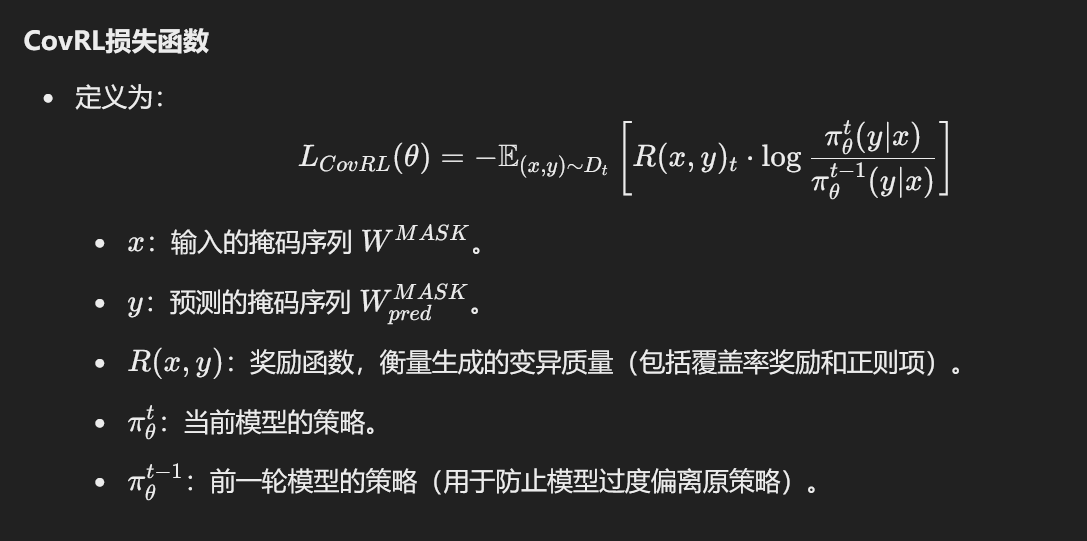 CovRL损失函数
• 定义为：
$L_{CovRL}(\theta) = -\mathbb{E}_{(x,y)\sim D_t}\left[R(x,y)_t \cdot \log \frac{\pi_\theta^t(y|x)}{\pi_\theta^{t-1}(y|x)}\right]$
• $x$：输入的掩码序列 $W^{MASK}$。
• $y$：预测的掩码序列 $W_{pred}^{MASK}$。
• $R(x,y)$：奖励函数，衡量生成的变异质量（包括覆盖率奖励和正则项）。
• $\pi_\theta^t$：当前模型的策略。
• $\pi_\theta^{t-1}$：前一轮模型的策略（用于防止模型过度偏离原策略）。